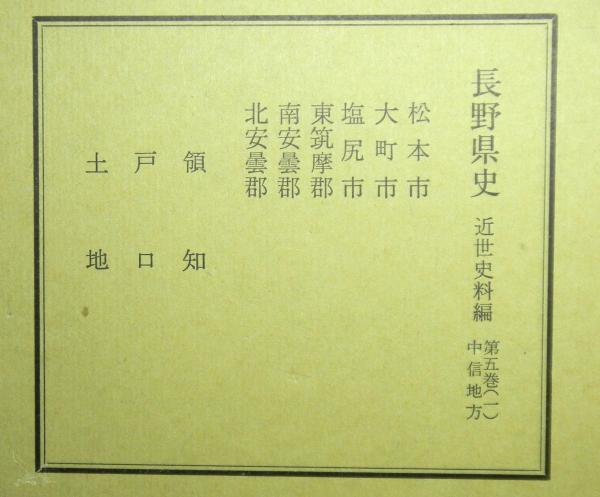 長野県史 近世史料編 第五巻(一)
中信地方
松本市
大町市
塩尻市
東筑摩郡
南安曇郡
北安曇郡
領知
戸口
土地